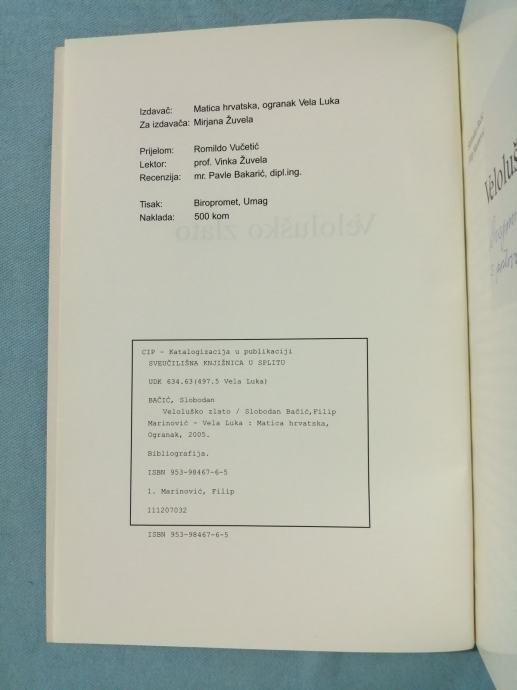 Izdavač: Matica hrvatska, ogranak Vela Luka
Za izdavača: Mirjana Žuvela
Prijelom: Romildo Vučetić
Lektor: prof. Vinka Žuvela
Recenzija: mr. Pavle Bakarić, dipl.ing.
Tisak: Biropromet, Umag
Naklada: 500 kom
Veloluško zlato
CIP - Katalogizacija u publikaciji
SVEUČILIŠNA KNJIŽNICA U SPLITU
UDK 634.63(497.5 Vela Luka)
BAČIĆ, Slobodan
Veloluško zlato / Slobodan Bačić,Filip
Marinović - Vela Luka : Matica hrvatska,
Ogranak, 2005.
Bibliografija.
ISBN 953-98467-6-5
I. Marinović, Filip
111207032
ISBN 953-98467-6-5
Veloluš